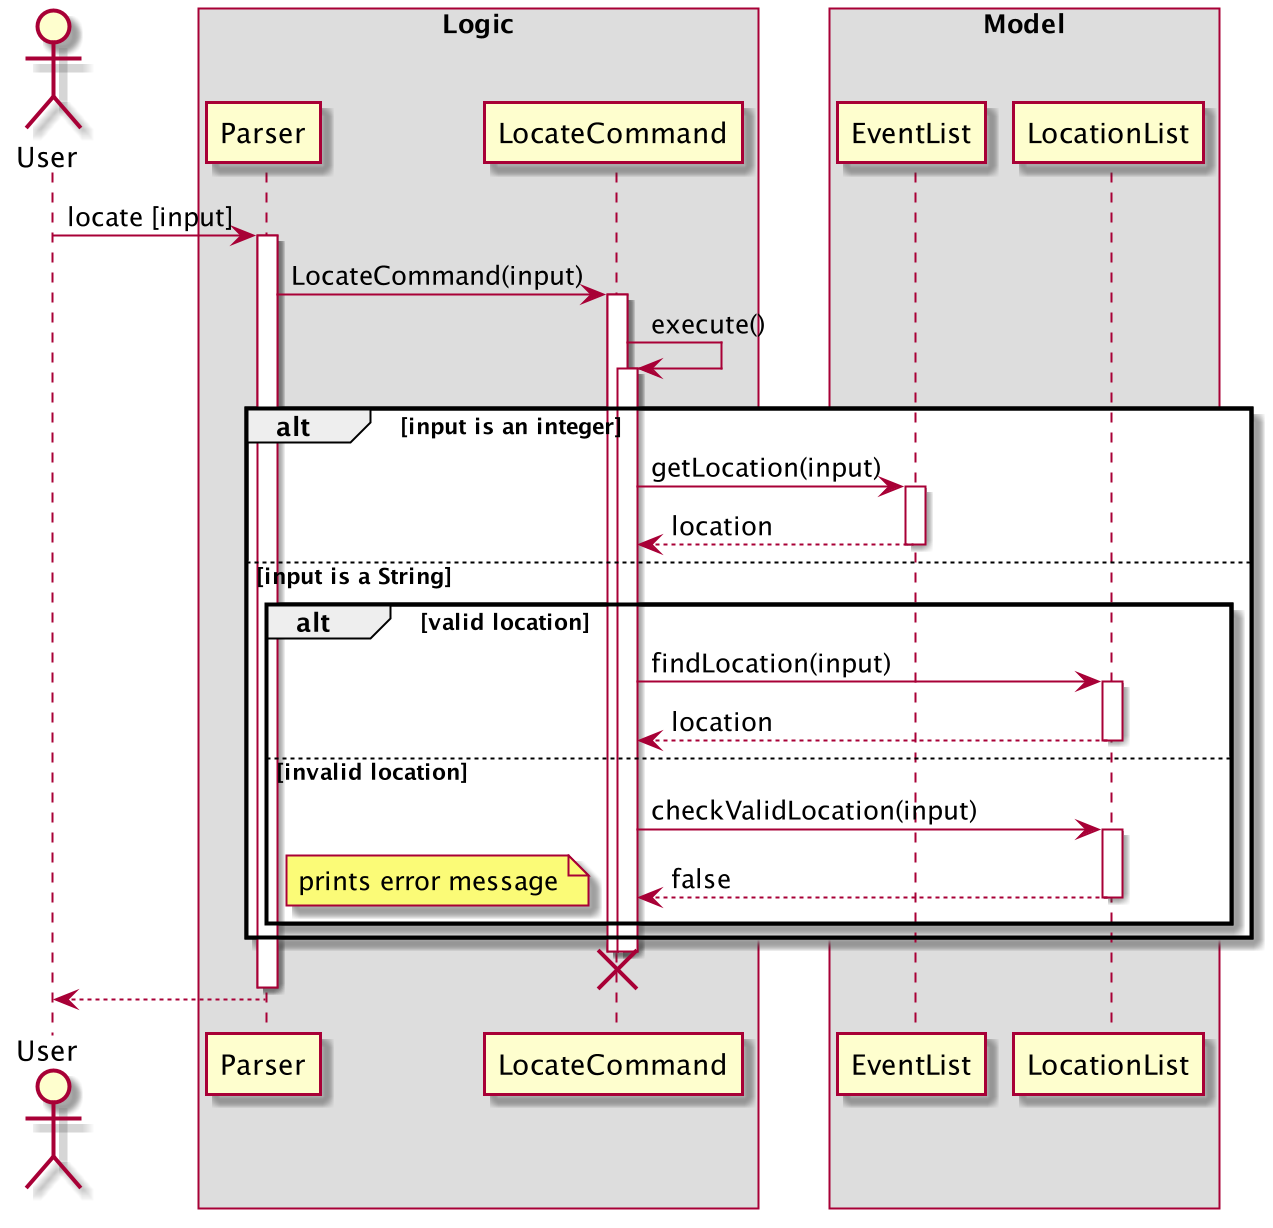 Logic
Model
User
Parser
LocateCommand
EventList
LocationList
locate [input]
LocateCommand(input)
execute()
alt
[input is an integer]
getLocation(input)
location
[input is a String]
alt
[valid location]
findLocation(input)
location
[invalid location]
checkValidLocation(input)
prints error message
false
User
Parser
LocateCommand
EventList
LocationList